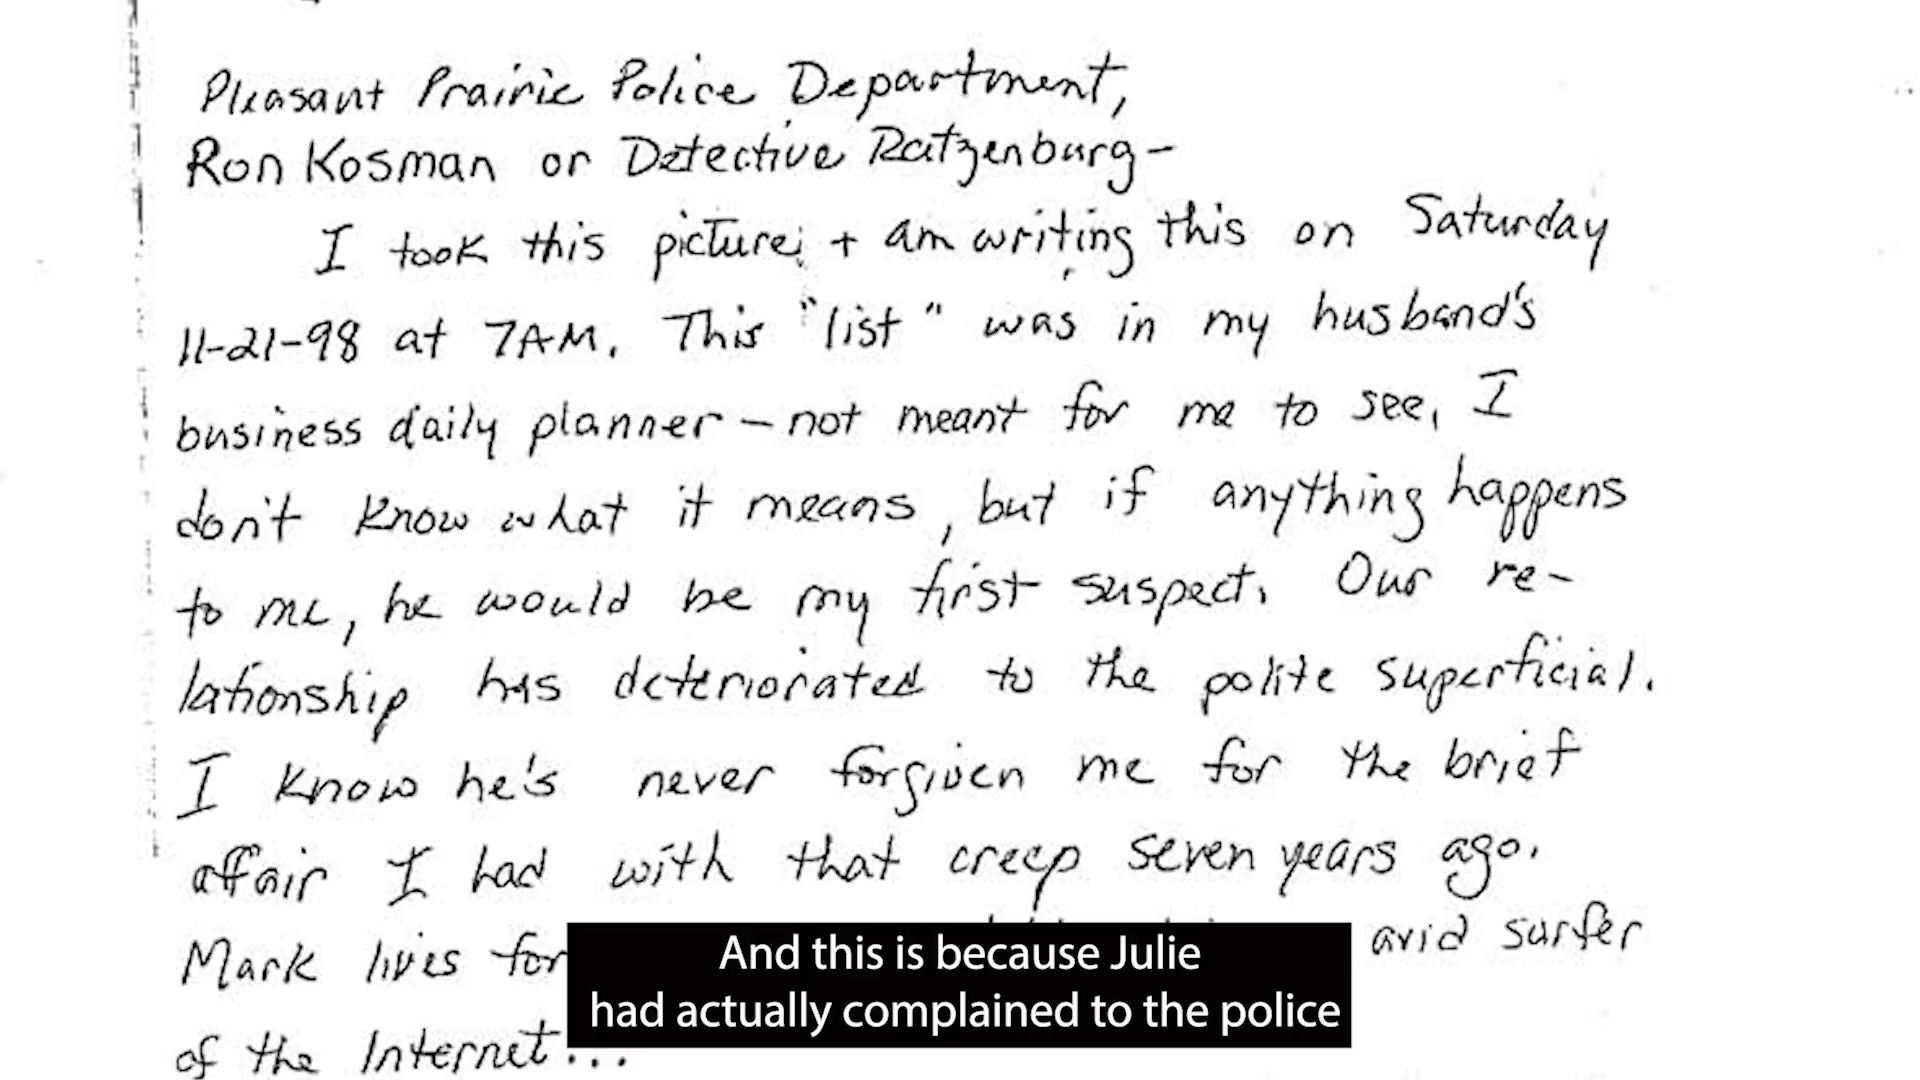 Pleasant Prairie Police Department,
Ron Kosman or Detective Ratzenburg-
I took this picture + am writing this on Saturday
11-21-98 at 7AM. This "list" was in my husband's
business daily planner - not meant for me to see, I
don't know what it means, but if anything happens
to me, he would be my first suspect. Our re-
lationship has deteriorated to the polite superficial.
I know he's never forgiven me for the brief
affair I had with that creep seven years ago.
Mark lives for avid surfer
of the Internet...
And this is because Julie
had actually complained to the police